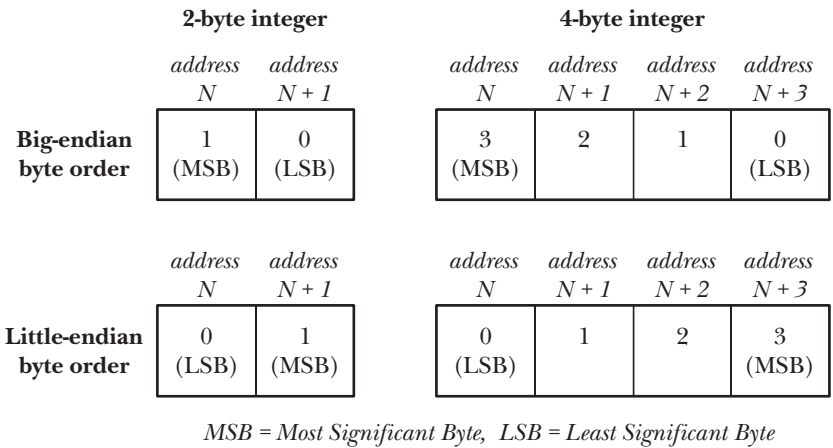 2-byte integer 4-byte integer
address address address address address address
N N + 1 N N + 1 N + 2 N + 3
Big-endian 1 0 3 2 1 0
byte order (MSB) (LSB) (MSB) (LSB)
address address address address address address
N N + 1 N N + 1 N + 2 N + 3
Little-endian 0 1 0 1 2 3
byte order (LSB) (MSB) (LSB) (MSB)
MSB = Most Significant Byte, LSB = Least Significant Byte